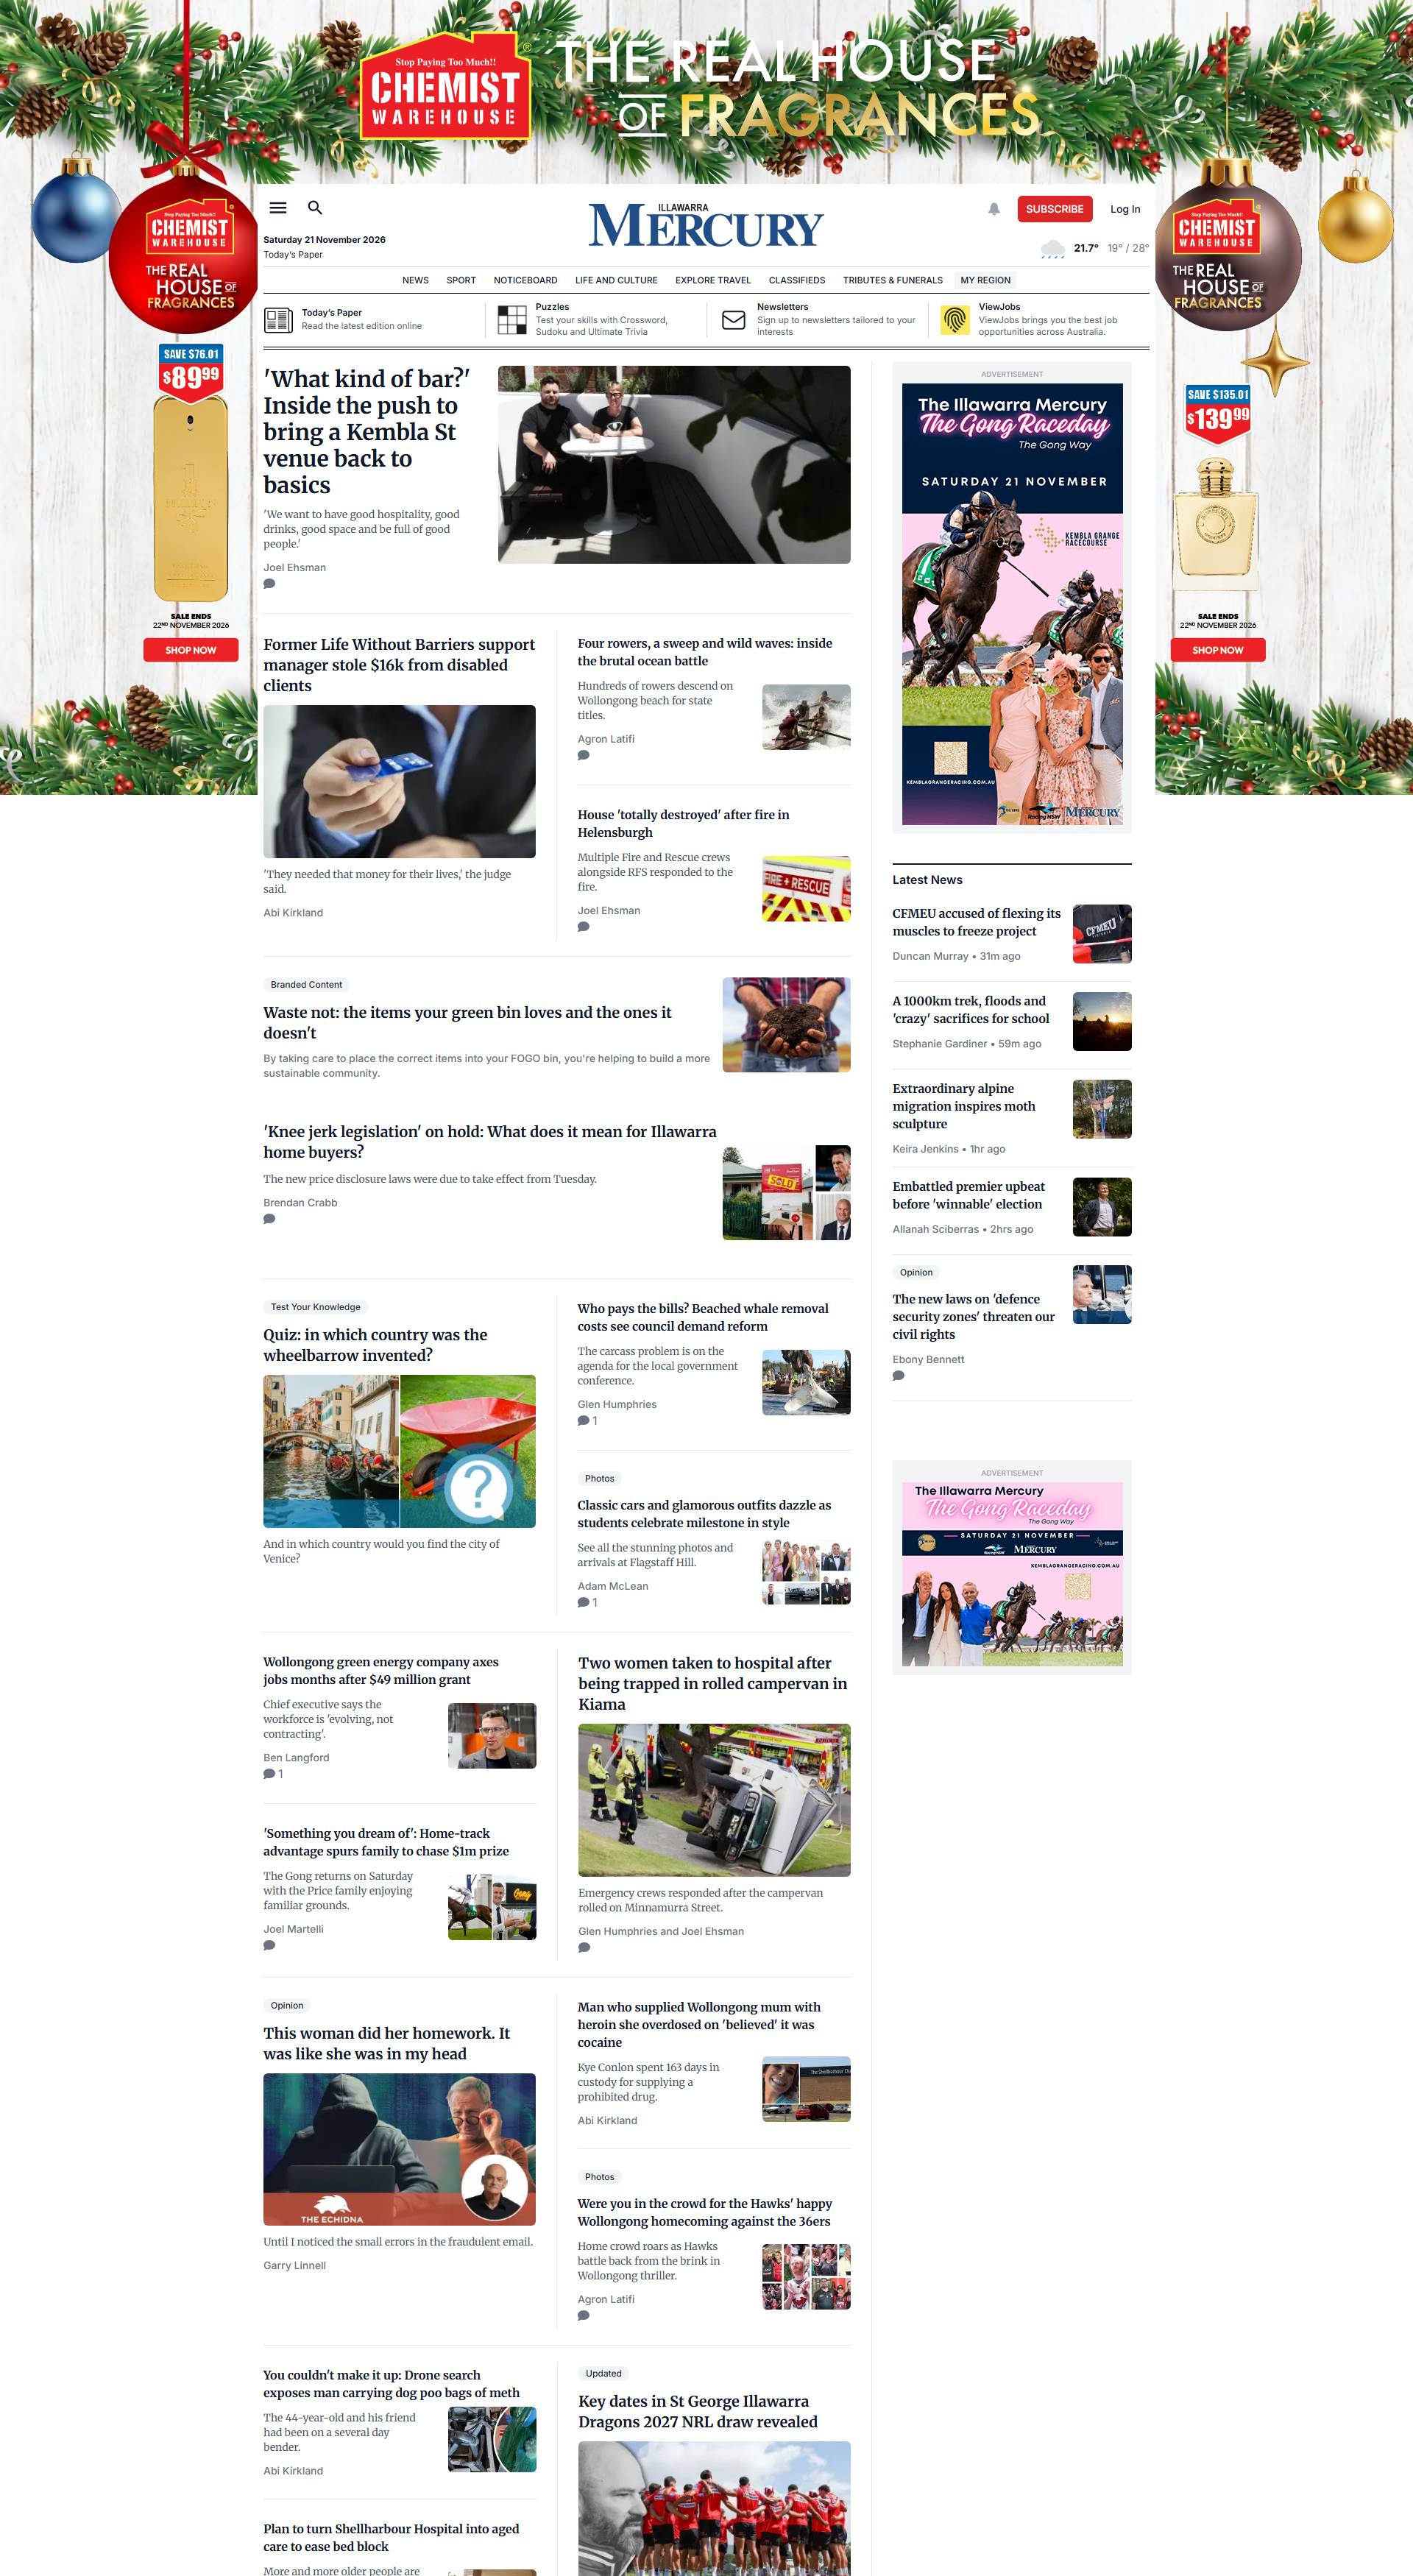 Stop Paying Too Much!!
CHEMIST
WAREHOUSE
THE REAL HOUSE
OF FRAGRANCES
Stop Paying Too Much!!
CHEMIST
WAREHOUSE
THE REAL
HOUSE OF
FRAGRANCES
SAVE $76.01
$89.99
SALE ENDS
22ND NOVEMBER 2026
SHOP NOW
Stop Paying Too Much!!
CHEMIST
WAREHOUSE
THE REAL
HOUSE OF
FRAGRANCES
SAVE $135.01
$139.99
SALE ENDS
22ND NOVEMBER 2026
SHOP NOW
ILLAWARRA
MERCURY
SUBSCRIBE
Log In
Saturday 21 November 2026
Today's Paper
21.7° 19° / 28°
NEWS SPORT NOTICEBOARD LIFE AND CULTURE EXPLORE TRAVEL CLASSIFIEDS TRIBUTES & FUNERALS MY REGION
Today's Paper
Read the latest edition online
Puzzles
Test your skills with Crossword,
Sudoku and Ultimate Trivia
Newsletters
Sign up to newsletters tailored to your
interests
ViewJobs
ViewJobs brings you the best job
opportunities across Australia.
'What kind of bar?'
Inside the push to
bring a Kembla St
venue back to
basics
'We want to have good hospitality, good
drinks, good space and be full of good
people.'
Joel Ehsman
Former Life Without Barriers support
manager stole $16k from disabled
clients
'They needed that money for their lives,' the judge
said.
Abi Kirkland
Four rowers, a sweep and wild waves: inside
the brutal ocean battle
Hundreds of rowers descend on
Wollongong beach for state
titles.
Agron Latifi
House 'totally destroyed' after fire in
Helensburgh
Multiple Fire and Rescue crews
alongside RFS responded to the
fire.
Joel Ehsman
FIRE + RESCUE
Branded Content
Waste not: the items your green bin loves and the ones it
doesn't
By taking care to place the correct items into your FOGO bin, you're helping to build a more
sustainable community.
'Knee jerk legislation' on hold: What does it mean for Illawarra
home buyers?
The new price disclosure laws were due to take effect from Tuesday.
Brendan Crabb
SOLD
Test Your Knowledge
Quiz: in which country was the
wheelbarrow invented?
?
And in which country would you find the city of
Venice?
Who pays the bills? Beached whale removal
costs see council demand reform
The carcass problem is on the
agenda for the local government
conference.
Glen Humphries
1
Photos
Classic cars and glamorous outfits dazzle as
students celebrate milestone in style
See all the stunning photos and
arrivals at Flagstaff Hill.
Adam McLean
1
Wollongong green energy company axes
jobs months after $49 million grant
Chief executive says the
workforce is 'evolving, not
contracting'.
Ben Langford
1
'Something you dream of': Home-track
advantage spurs family to chase $1m prize
The Gong returns on Saturday
with the Price family enjoying
familiar grounds.
Joel Martelli
Gong
Two women taken to hospital after
being trapped in rolled campervan in
Kiama
Emergency crews responded after the campervan
rolled on Minnamurra Street.
Glen Humphries and Joel Ehsman
Opinion
This woman did her homework. It
was like she was in my head
THE ECHIDNA
Until I noticed the small errors in the fraudulent email.
Garry Linnell
Man who supplied Wollongong mum with
heroin she overdosed on 'believed' it was
cocaine
Kye Conlon spent 163 days in
custody for supplying a
prohibited drug.
Abi Kirkland
Photos
Were you in the crowd for the Hawks' happy
Wollongong homecoming against the 36ers
Home crowd roars as Hawks
battle back from the brink in
Wollongong thriller.
Agron Latifi
You couldn't make it up: Drone search
exposes man carrying dog poo bags of meth
The 44-year-old and his friend
had been on a several day
bender.
Abi Kirkland
Plan to turn Shellharbour Hospital into aged
care to ease bed block
More and more older people are
Updated
Key dates in St George Illawarra
Dragons 2027 NRL draw revealed
ADVERTISEMENT
The Illawarra Mercury
The Gong Raceday
The Gong Way
SATURDAY 21 NOVEMBER
KEMBLA GRANGE
RACECOURSE
KEMBLAGRANGERACING.COM.AU
Racing NSW
MERCURY
Latest News
CFMEU accused of flexing its
muscles to freeze project
Duncan Murray • 31m ago
CFMEU
A 1000km trek, floods and
'crazy' sacrifices for school
Stephanie Gardiner • 59m ago
Extraordinary alpine
migration inspires moth
sculpture
Keira Jenkins • 1hr ago
Embattled premier upbeat
before 'winnable' election
Allanah Sciberras • 2hrs ago
Opinion
The new laws on 'defence
security zones' threaten our
civil rights
Ebony Bennett
ADVERTISEMENT
The Illawarra Mercury
The Gong Raceday
The Gong Way
SATURDAY 21 NOVEMBER
Racing NSW
MERCURY
KEMBLAGRANGERACING.COM.AU